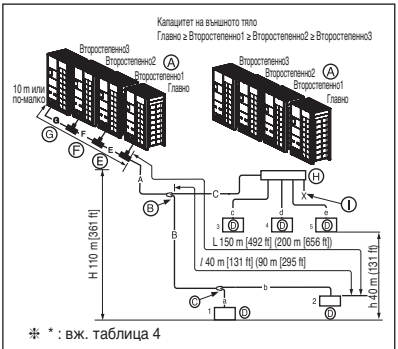 Капацитет на външното тяло
Главно ≥ Второстепенно1 ≥ Второстепенно2 ≥ Второстепенно3
Второстепенно3
Второстепенно2
Второстепенно1
Главно
A
Второстепенно3
Второстепенно2
Второстепенно1
Главно
A
10 m или
по-малко
G
F
E
G
F
E
A
B
C
H
X
I
c
d
e
3 D
4 D
5 D
L 150 m [492 ft] (200 m [656 ft])
l 40 m [131 ft] (90 m [295 ft])
H 110 m [361 ft]
h 40 m (131 ft)
B
C
a
b
1 D
2
D
❈ * : вж. таблица 4